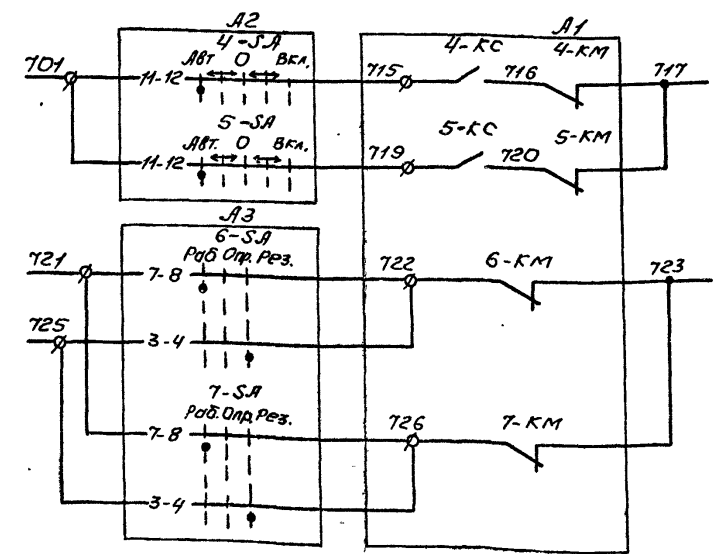 А2
А1
4-SA
Авт О Вкл.
4-КС
4-КМ
701
11-12
715
716
717
5-SA
Авт. О Вкл.
5-КС
5-КМ
11-12
719
720
А3
6-SA
Раб. Опр. Рез.
721
7-8
722
6-КМ
723
725
3-4
7-SA
Раб. Опр. Рез.
726
7-КМ
7-8
3-4